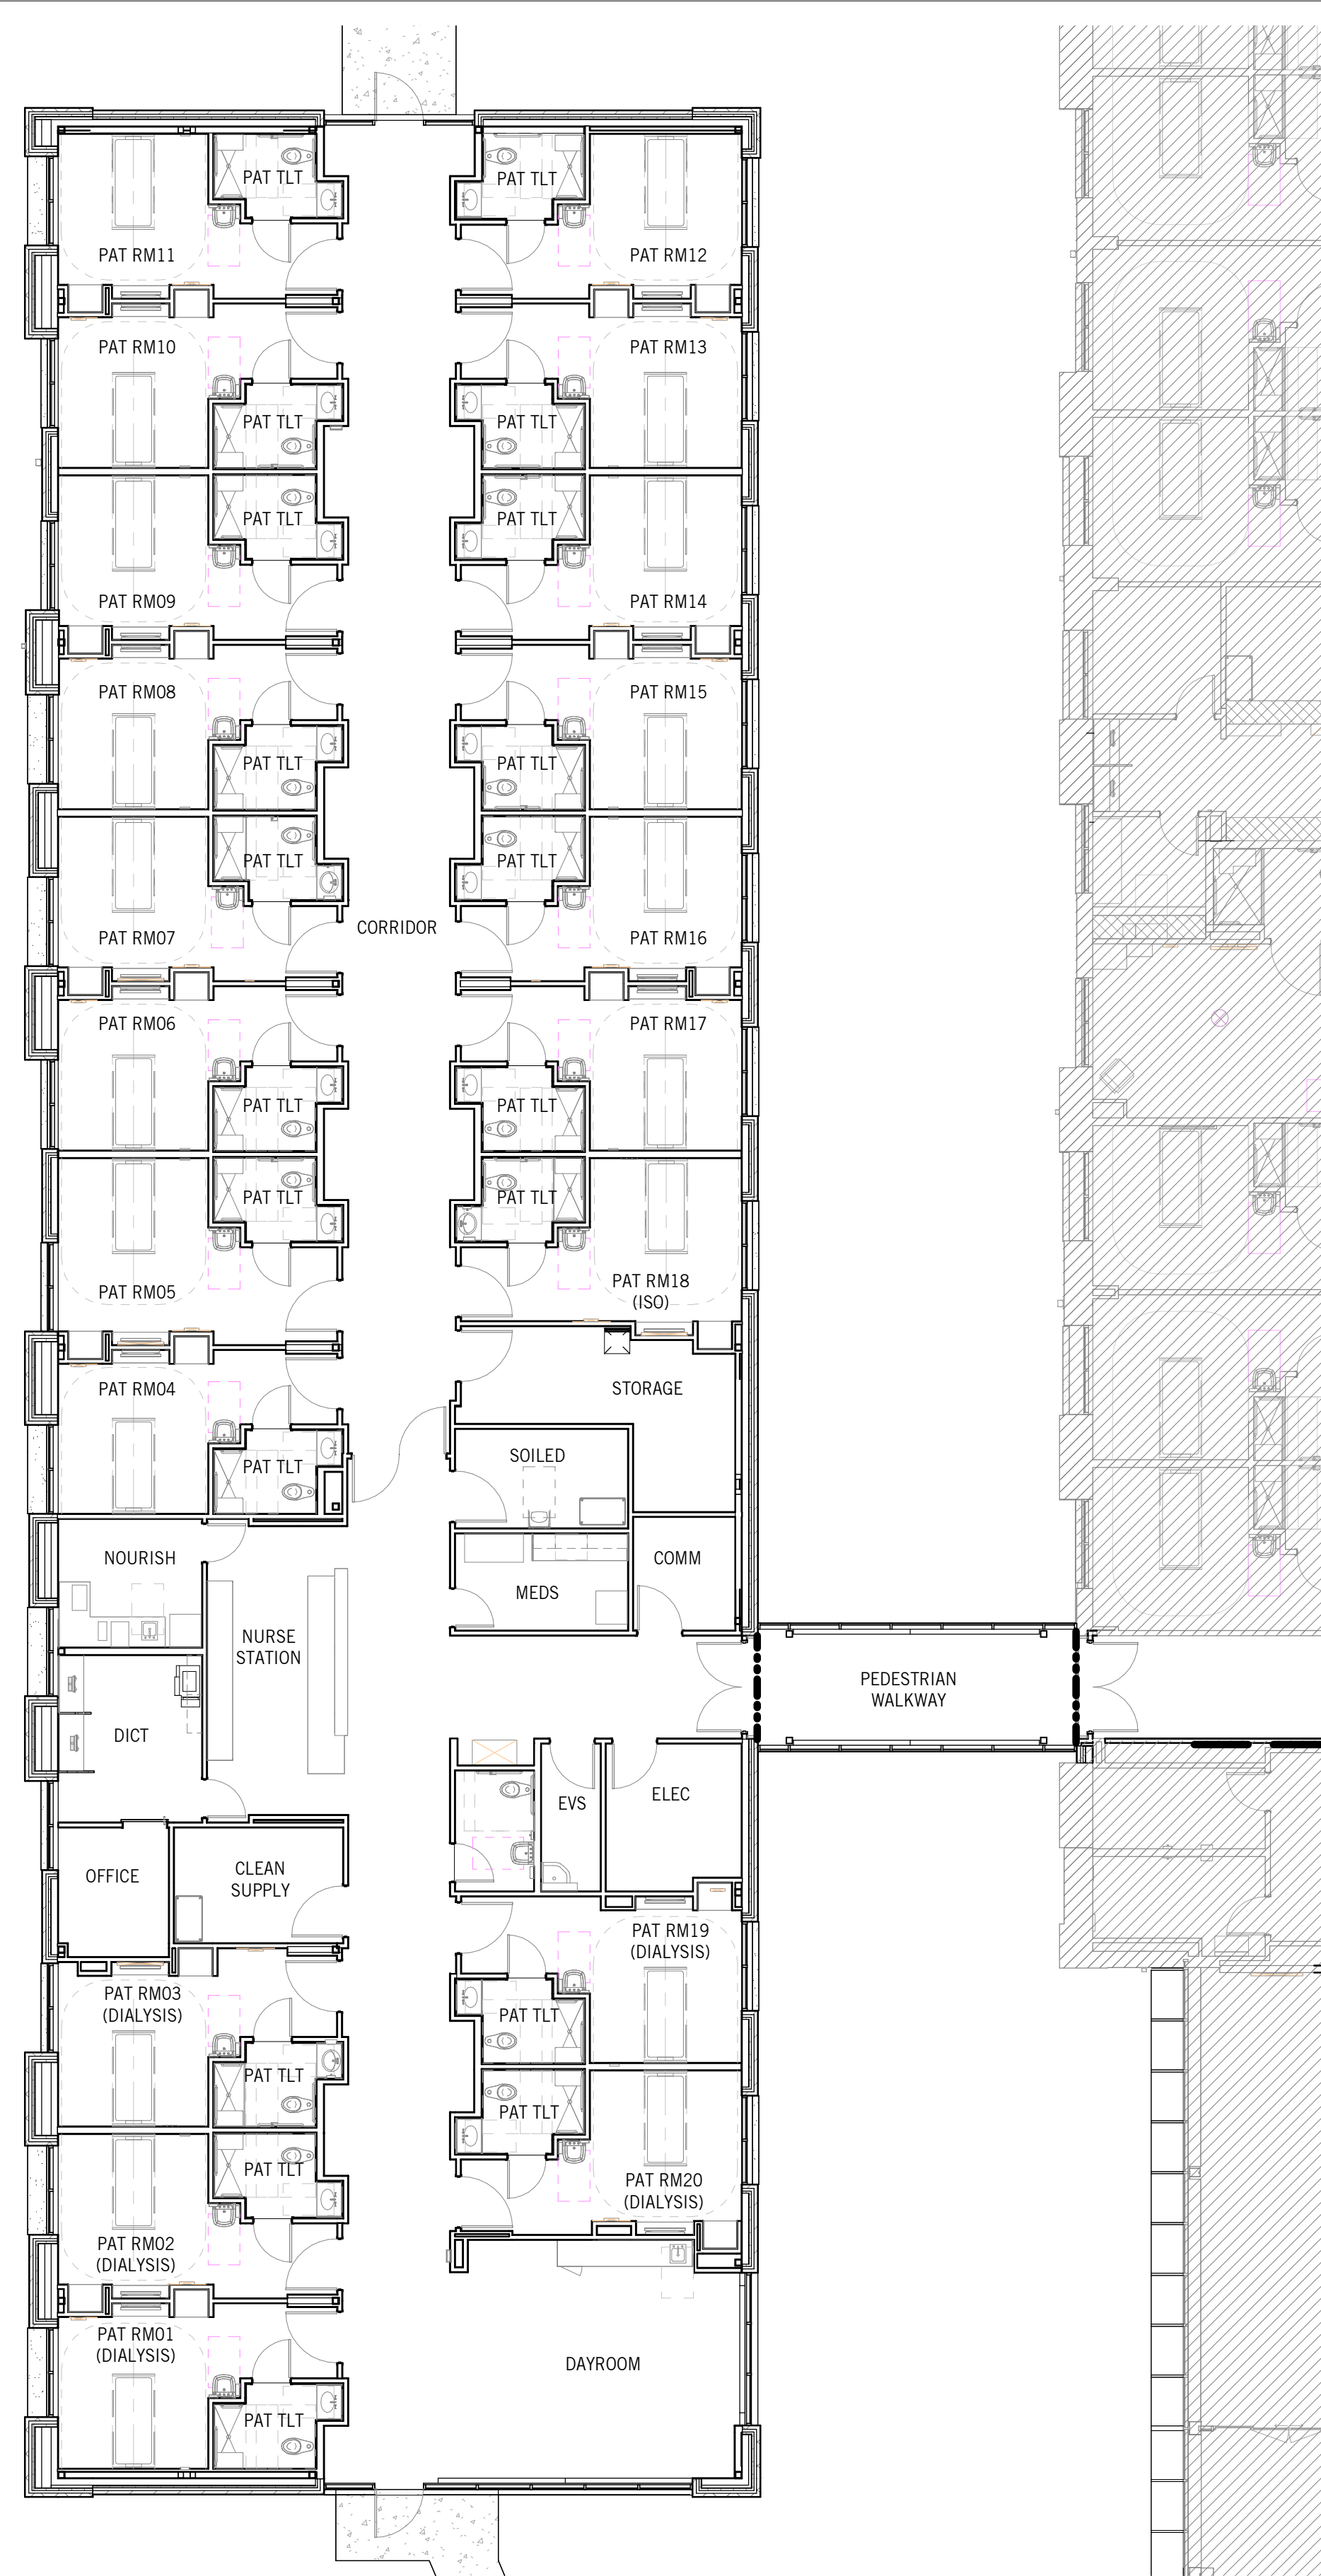 PAT TLT
PAT TLT
PAT RM11
PAT RM12
PAT RM10
PAT RM13
PAT TLT
PAT TLT
PAT TLT
PAT TLT
PAT RM09
PAT RM14
PAT RM08
PAT RM15
PAT TLT
PAT TLT
PAT TLT
PAT TLT
CORRIDOR
PAT RM07
PAT RM16
PAT RM06
PAT RM17
PAT TLT
PAT TLT
PAT TLT
PAT TLT
PAT RM05
PAT RM18
(ISO)
PAT RM04
STORAGE
PAT TLT
SOILED
NOURISH
COMM
MEDS
NURSE
STATION
PEDESTRIAN
WALKWAY
DICT
EVS
ELEC
OFFICE
CLEAN
SUPPLY
PAT RM19
(DIALYSIS)
PAT RM03
(DIALYSIS)
PAT TLT
PAT TLT
PAT TLT
PAT TLT
PAT RM20
(DIALYSIS)
PAT RM02
(DIALYSIS)
PAT RM01
(DIALYSIS)
DAYROOM
PAT TLT